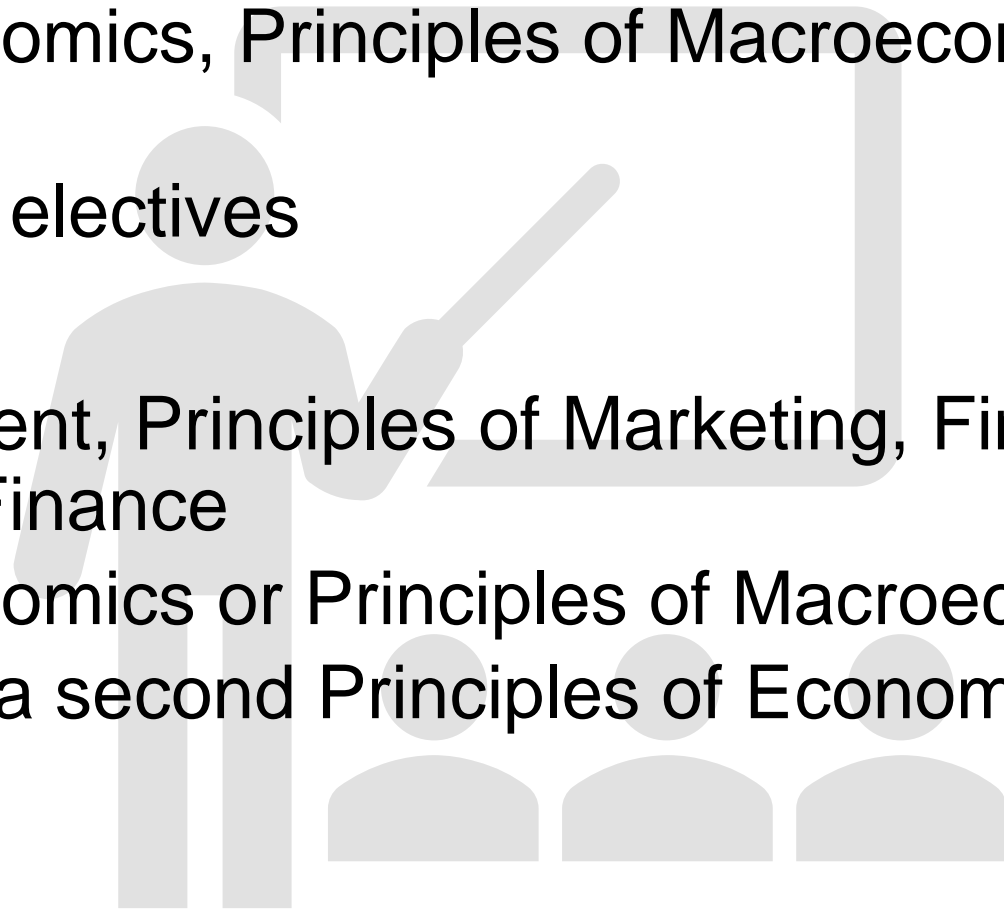 omics, Principles of Macroecon
electives
ent, Principles of Marketing, Fin
Finance
omics or Principles of Macroec
a second Principles of Econom